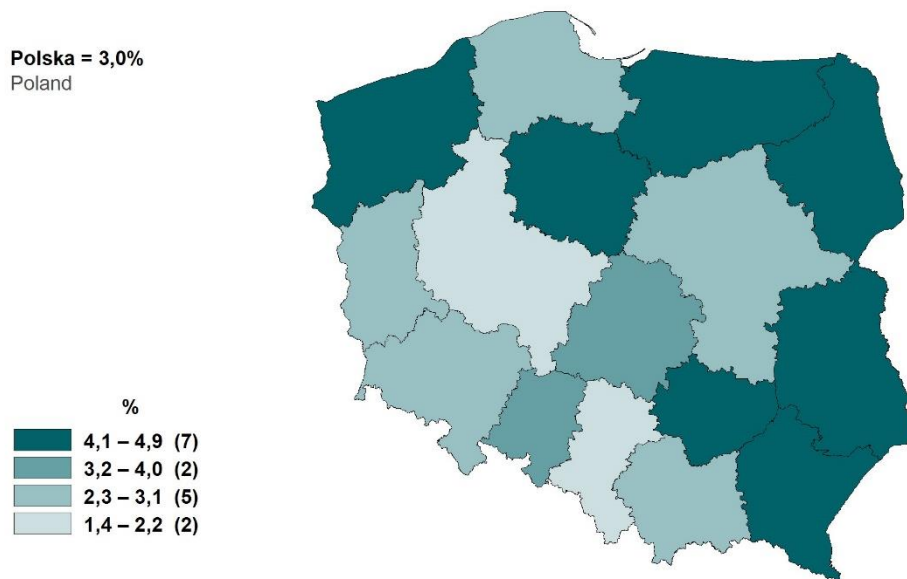 Polska = 3,0%
Poland
%
4,1 – 4,9 (7)
3,2 – 4,0 (2)
2,3 – 3,1 (5)
1,4 – 2,2 (2)